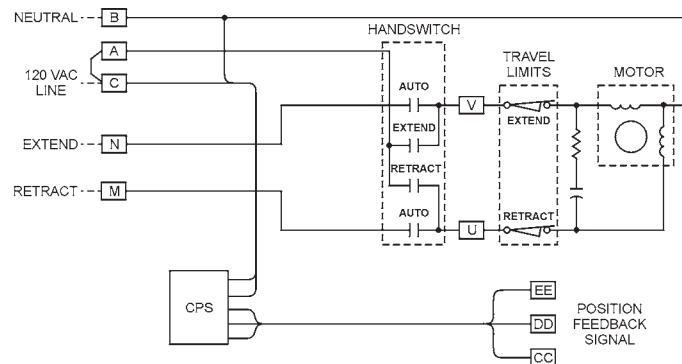 NEUTRAL
B
A
120 VAC
LINE
C
EXTEND
N
RETRACT
M
HANDSWITCH
AUTO
EXTEND
RETRACT
AUTO
V
U
TRAVEL
LIMITS
EXTEND
RETRACT
MOTOR
CPS
EE
DD
CC
POSITION
FEEDBACK
SIGNAL